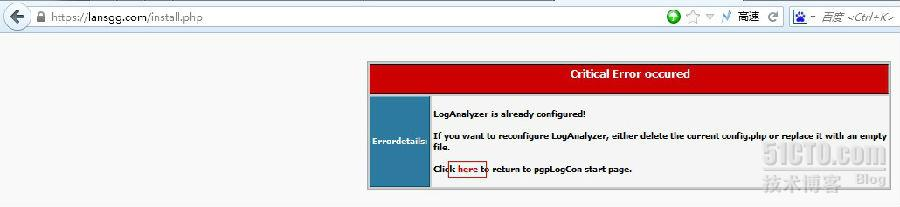 https://lansgg.com/install.php
高速
百度 <Ctrl+K>
Critical Error occured
Errordetails:
LogAnalyzer is already configured!
If you want to reconfigure LogAnalyzer, either delete the current config.php or replace it with an empty
file.
Click here to return to pgpLogCon start page.
51CTO.com
技术博客 Blog